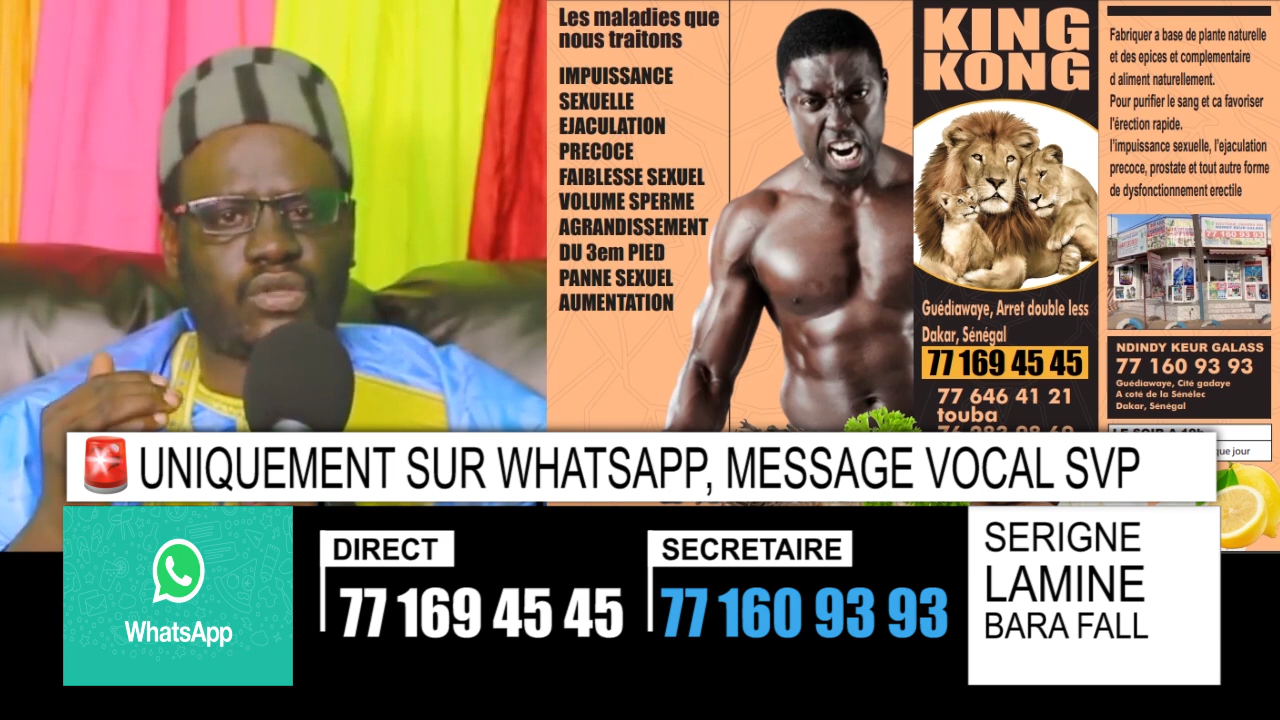 Les maladies que
nous traitons
IMPUISSANCE
SEXUELLE
EJACULATION
PRECOCE
FAIBLESSE SEXUEL
VOLUME SPERME
AGRANDISSEMENT
DU 3em PIED
PANNE SEXUEL
AUMENTATION
KING
KONG
Guédiawaye, Arret double less
Dakar, Sénégal
77 169 45 45
77 646 41 21
touba
Fabriquer a base de plante naturelle
et des epices et complementaire
d aliment naturellement.
Pour purifier le sang et ca favoriser
l'érection rapide.
l'impuissance sexuelle, l'ejaculation
precoce, prostate et tout autre forme
de dysfonctionnement erectile
77 160 93 93
NDINDY KEUR GALASS
77 160 93 93
Guédiawaye, Cité gadaye
A coté de la Sénélec
Dakar, Sénégal
jour
UNIQUEMENT SUR WHATSAPP, MESSAGE VOCAL SVP
WhatsApp
DIRECT
77 169 45 45
SECRETAIRE
77 160 93 93
SERIGNE
LAMINE
BARA FALL